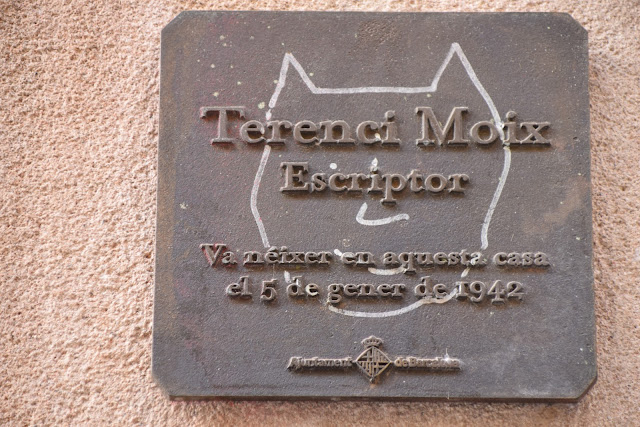 Terenci Moix
Escriptor
Va néixer en aquesta casa
el 5 de gener de 1942
Ajuntament de Barcelona